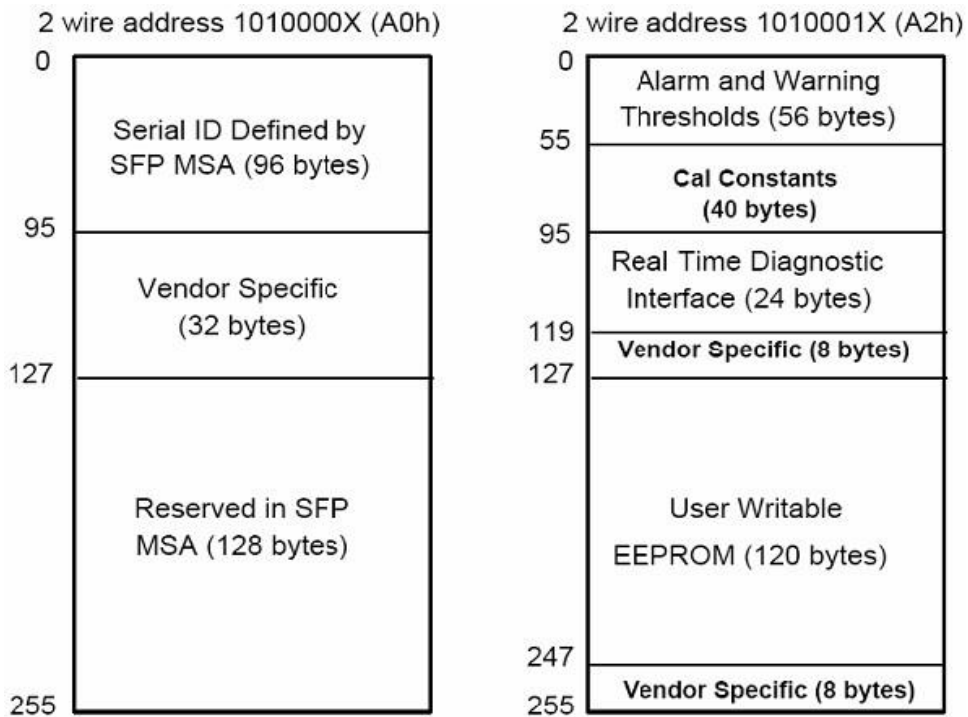 2 wire address 1010000X (A0h)
0
Serial ID Defined by
SFP MSA (96 bytes)
95
Vendor Specific
(32 bytes)
127
Reserved in SFP
MSA (128 bytes)
255
2 wire address 1010001X (A2h)
0
Alarm and Warning
Thresholds (56 bytes)
55
Cal Constants
(40 bytes)
95
Real Time Diagnostic
Interface (24 bytes)
119
Vendor Specific (8 bytes)
127
User Writable
EEPROM (120 bytes)
247
Vendor Specific (8 bytes)
255